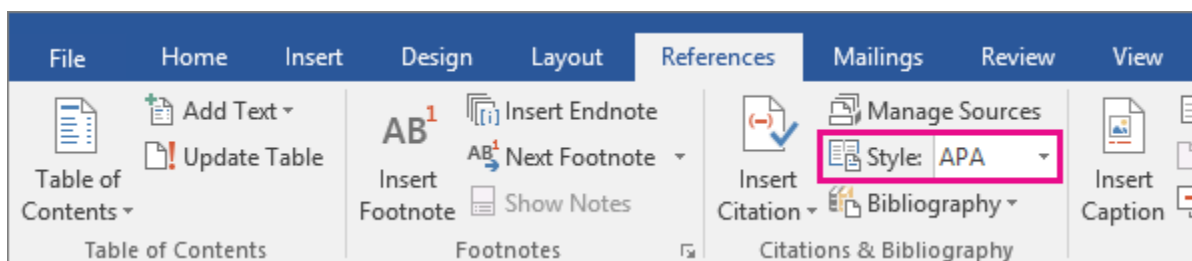 File Home Insert Design Layout References Mailings Review View
Table of Contents
Add Text
Update Table
Table of Contents
AB1
Insert Footnote
[i] Insert Endnote
AB1 Next Footnote
Show Notes
Footnotes
(-)
Insert Citation
Manage Sources
Style: APA
Bibliography
Citations & Bibliography
Insert Caption